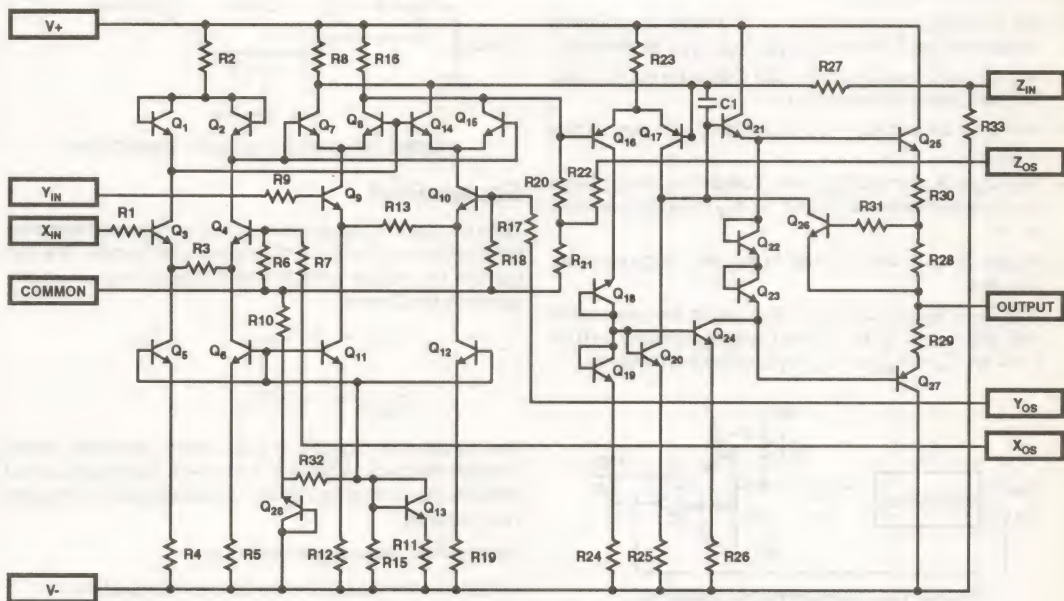 V+
R2
R8
R16
R23
R27
ZIN
C1
Q1
Q2
Q7
Q8
Q14
Q15
Q16
Q17
Q21
Q25
R33
ZOS
YIN
R9
Q9
Q10
R20
R22
R30
XIN
R1
Q3
R3
Q4
R13
R17
Q26
R31
R6
R7
R18
R21
Q22
R28
COMMON
R10
Q18
Q23
OUTPUT
Q5
Q6
Q11
Q12
Q19
Q20
Q24
R29
Q27
YOS
XOS
R32
Q28
Q13
R4
R5
R12
R15
R11
R19
R24
R25
R26
V-